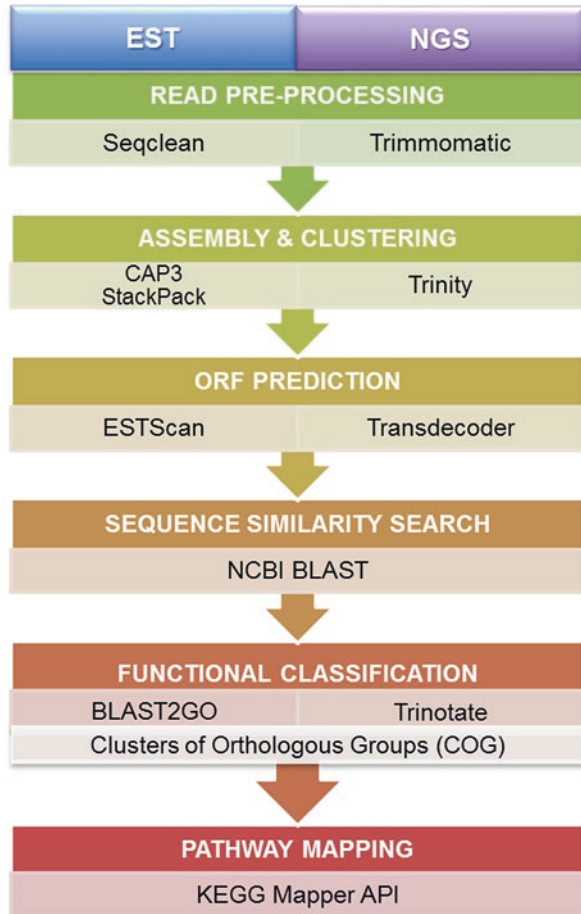 EST NGS
READ PRE-PROCESSING
Seqclean Trimmomatic
ASSEMBLY & CLUSTERING
CAP3
StackPack
Trinity
ORF PREDICTION
ESTScan Transdecoder
SEQUENCE SIMILARITY SEARCH
NCBI BLAST
FUNCTIONAL CLASSIFICATION
BLAST2GO Trinotate
Clusters of Orthologous Groups (COG)
PATHWAY MAPPING
KEGG Mapper API